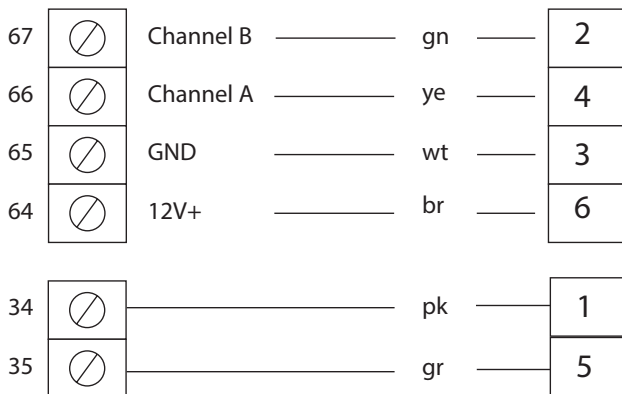 67 Channel B gn 2
66 Channel A ye 4
65 GND wt 3
64 12V+ br 6
34 pk 1
35 gr 5